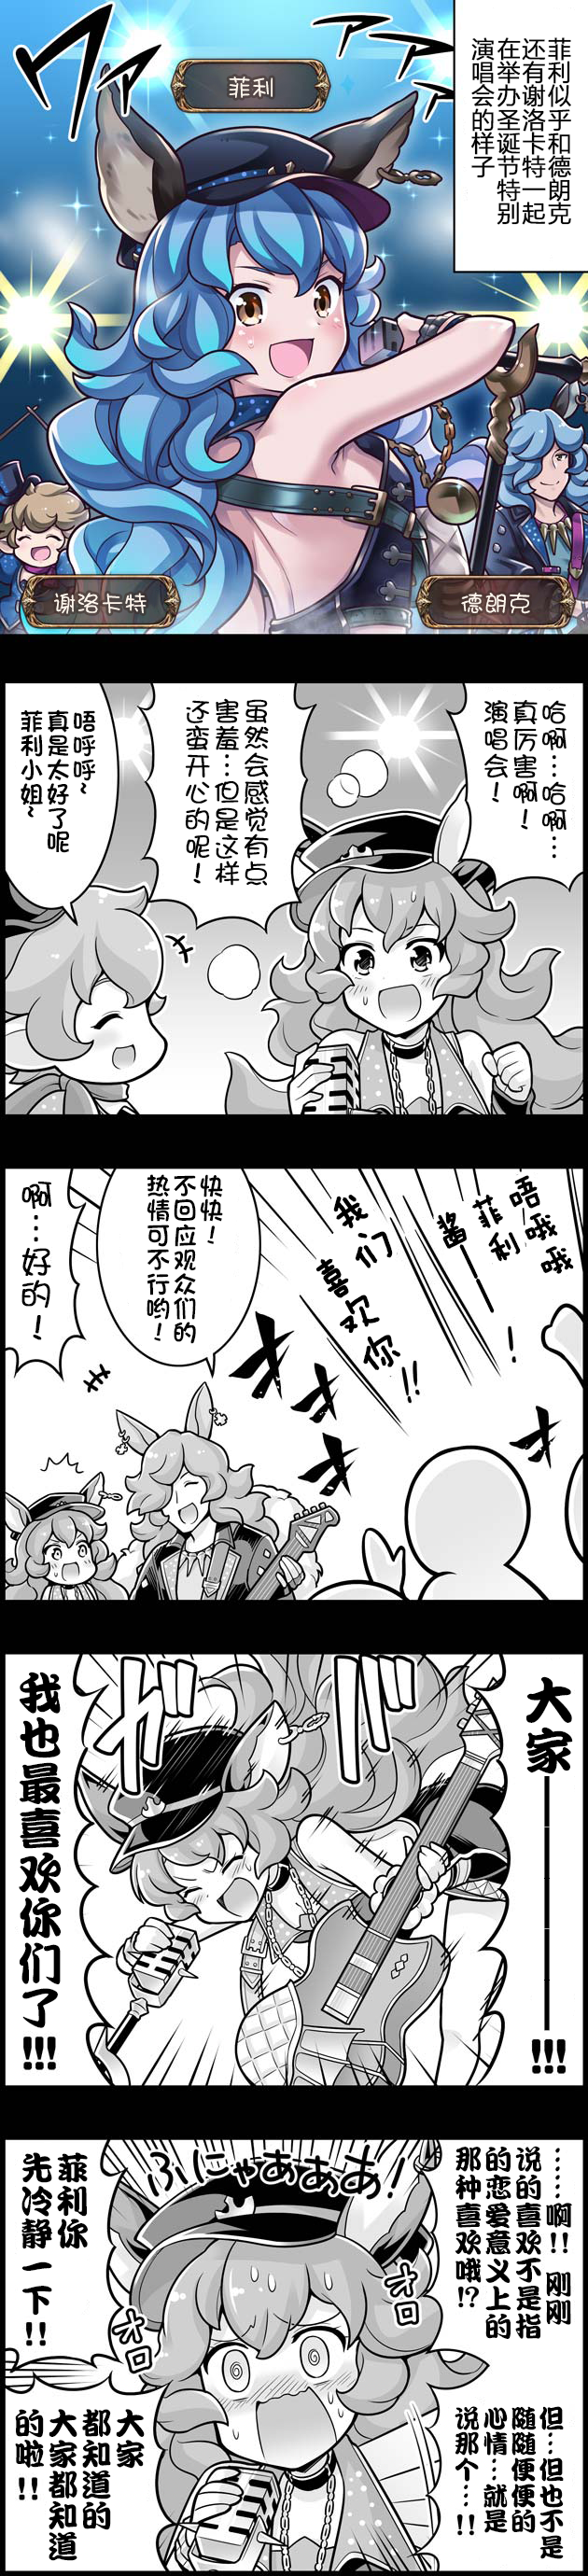 菲利似乎和德朗克
还有谢洛卡特一起
在举办圣诞节特别
演唱会的样子
ワアアアッ
菲利
谢洛卡特
德朗克
哈啊…哈啊…
真厉害啊！
演唱会！
虽然会感觉有点
害羞…但是这样
还蛮开心的呢！
唔呼呼~
真是太好了呢
菲利小姐~
唔哦哦
菲利
酱——！
我们
喜欢你!!
快快！
不回应观众们的
热情可不行哟！
啊…好的！
大家————!!!
我也最喜欢你们了!!!
……啊!! 刚刚
说的喜欢不是指
的恋爱意义上的
那种喜欢哦!?
ふにゃあああ!
菲利你
先冷静一下!!
オロ
オロ
但…但也不是
随随便便的
心情…就是
说那个…!!
大家
都知道的
大家都知道
的啦!!